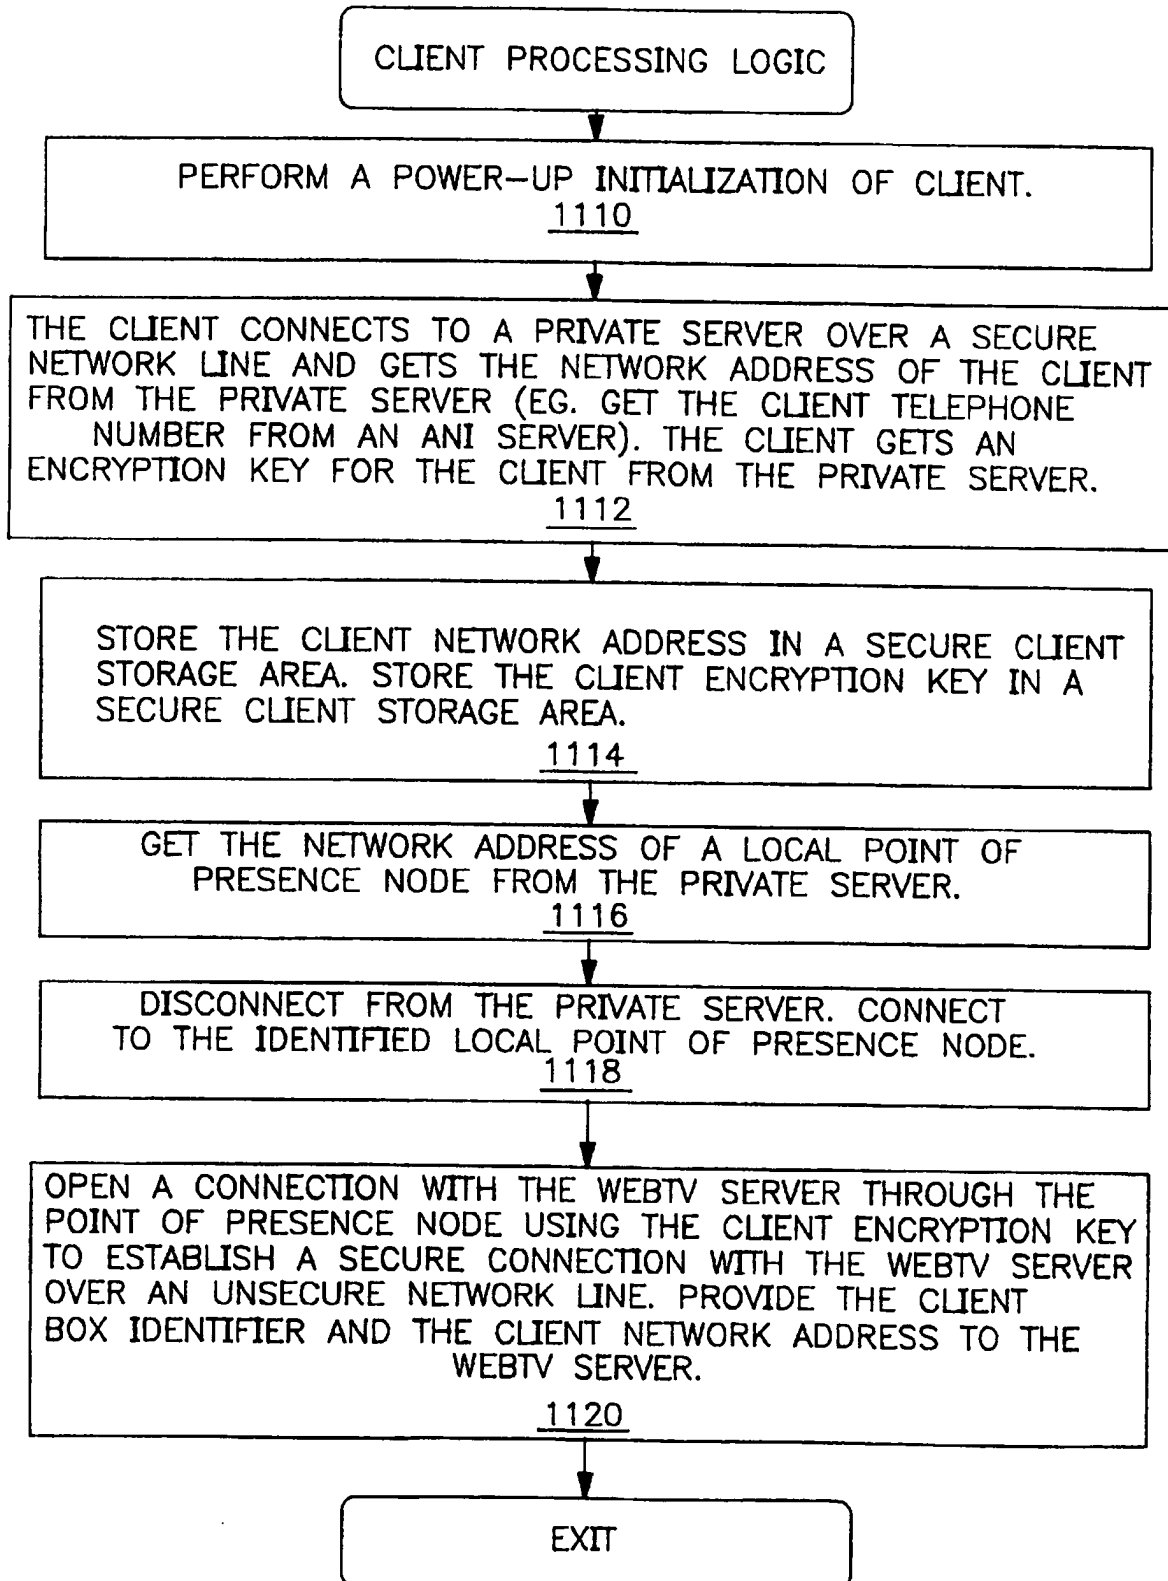 CLIENT PROCESSING LOGIC
PERFORM A POWER-UP INITIALIZATION OF CLIENT.
1110
THE CLIENT CONNECTS TO A PRIVATE SERVER OVER A SECURE
NETWORK LINE AND GETS THE NETWORK ADDRESS OF THE CLIENT
FROM THE PRIVATE SERVER (EG. GET THE CLIENT TELEPHONE
NUMBER FROM AN ANI SERVER). THE CLIENT GETS AN
ENCRYPTION KEY FOR THE CLIENT FROM THE PRIVATE SERVER.
1112
STORE THE CLIENT NETWORK ADDRESS IN A SECURE CLIENT
STORAGE AREA. STORE THE CLIENT ENCRYPTION KEY IN A
SECURE CLIENT STORAGE AREA.
1114
GET THE NETWORK ADDRESS OF A LOCAL POINT OF
PRESENCE NODE FROM THE PRIVATE SERVER.
1116
DISCONNECT FROM THE PRIVATE SERVER. CONNECT
TO THE IDENTIFIED LOCAL POINT OF PRESENCE NODE.
1118
OPEN A CONNECTION WITH THE WEBTV SERVER THROUGH THE
POINT OF PRESENCE NODE USING THE CLIENT ENCRYPTION KEY
TO ESTABLISH A SECURE CONNECTION WITH THE WEBTV SERVER
OVER AN UNSECURE NETWORK LINE. PROVIDE THE CLIENT
BOX IDENTIFIER AND THE CLIENT NETWORK ADDRESS TO THE
WEBTV SERVER.
1120
EXIT